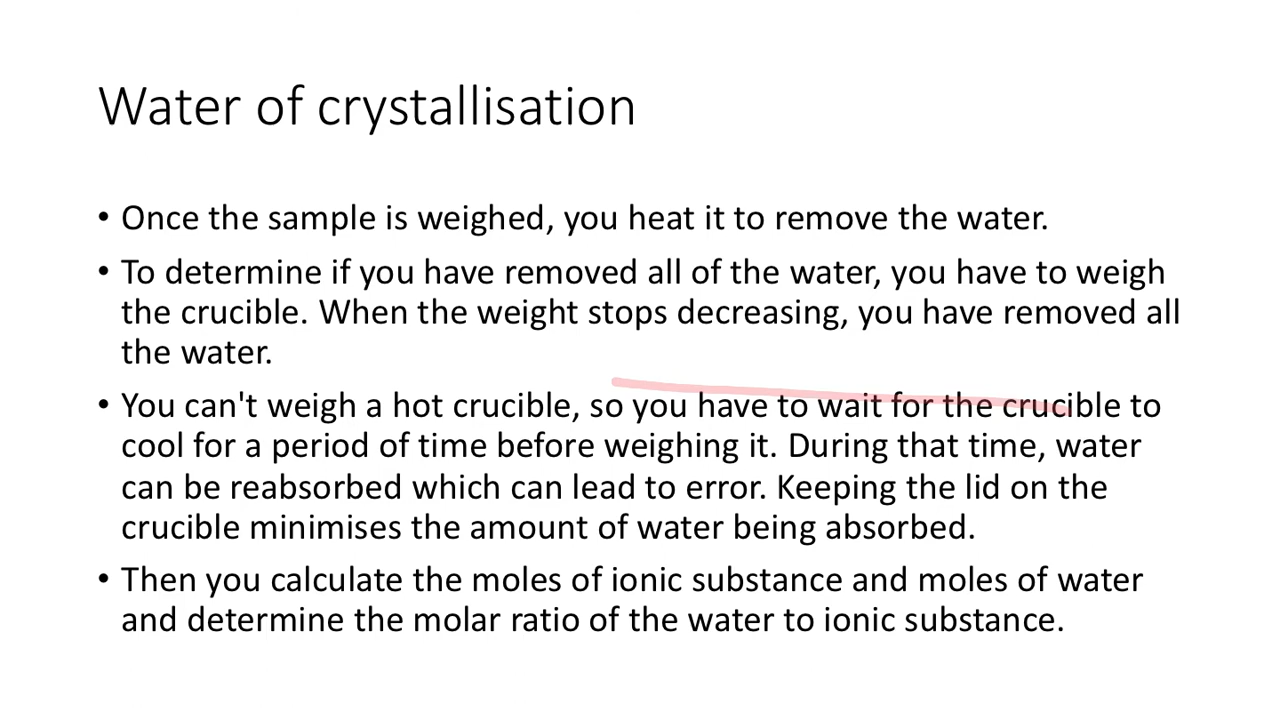 Water of crystallisation
• Once the sample is weighed, you heat it to remove the water.
• To determine if you have removed all of the water, you have to weigh
the crucible. When the weight stops decreasing, you have removed all
the water.
• You can't weigh a hot crucible, so you have to wait for the crucible to
cool for a period of time before weighing it. During that time, water
can be reabsorbed which can lead to error. Keeping the lid on the
crucible minimises the amount of water being absorbed.
• Then you calculate the moles of ionic substance and moles of water
and determine the molar ratio of the water to ionic substance.